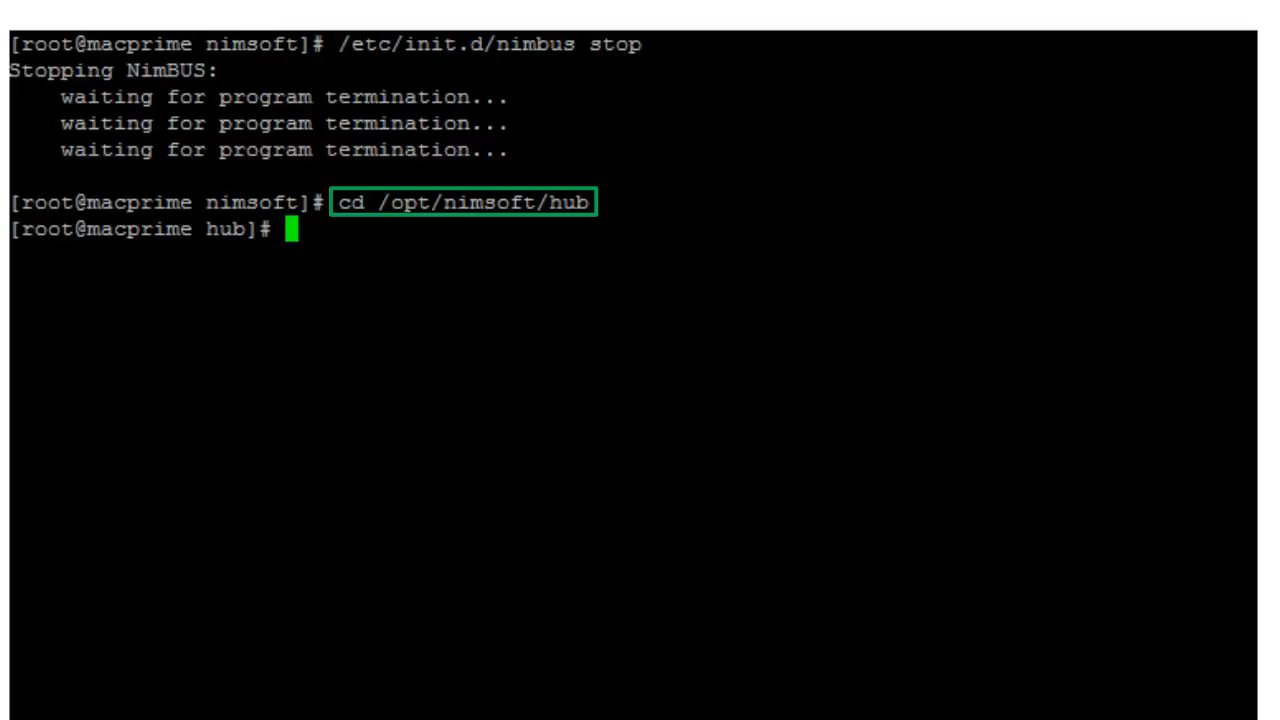 [root@macprime nimsoft]# /etc/init.d/nimbus stop
Stopping NimBUS:
    waiting for program termination...
    waiting for program termination...
    waiting for program termination...
[root@macprime nimsoft]# cd /opt/nimsoft/hub
[root@macprime hub]#